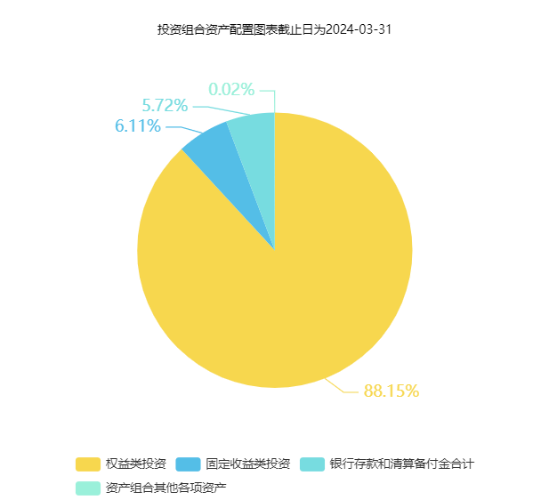 投资组合资产配置图表截止日为2024-03-31
0.02%
5.72%
6.11%
88.15%
权益类投资 固定收益类投资 银行存款和清算备付金合计
资产组合其他各项资产